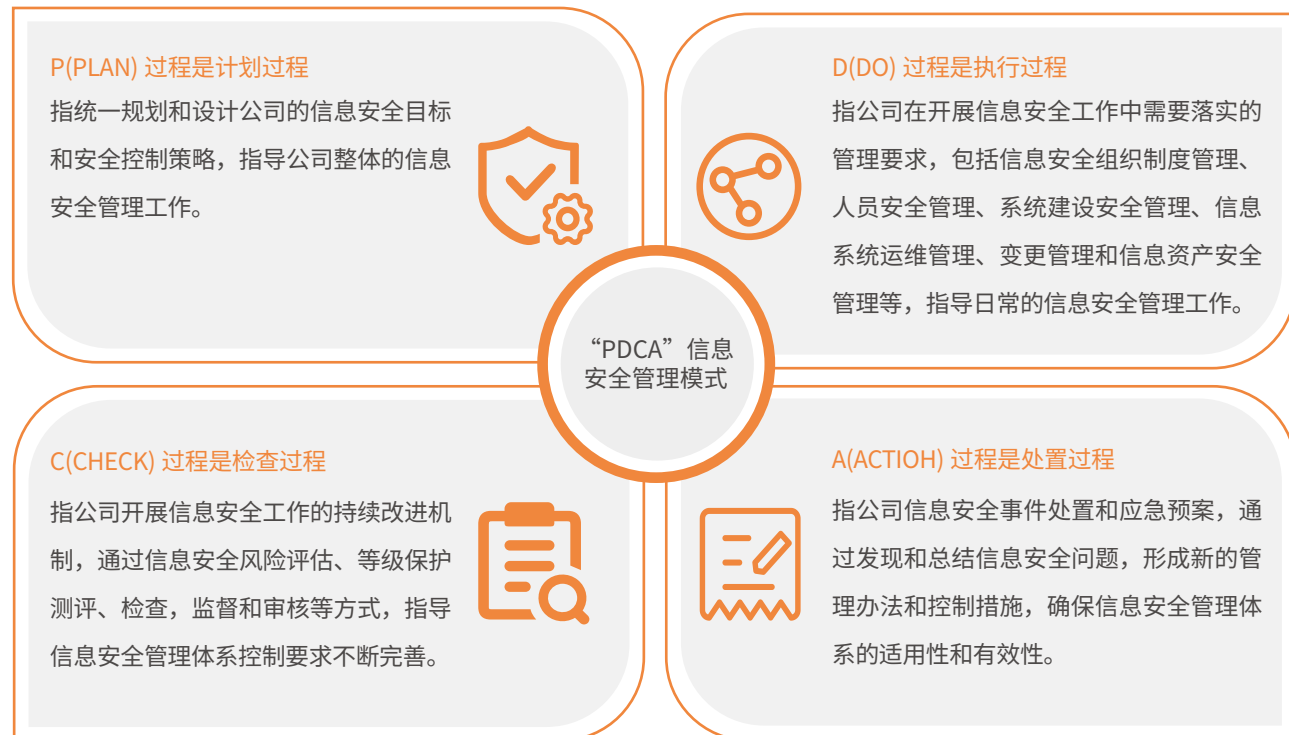 P(PLAN) 过程是计划过程
指统一规划和设计公司的信息安全目标
和安全控制策略，指导公司整体的信息
安全管理工作。
D(DO) 过程是执行过程
指公司在开展信息安全工作中需要落实的
管理要求，包括信息安全组织制度管理、
人员安全管理、系统建设安全管理、信息
系统运维管理、变更管理和信息资产安全
管理等，指导日常的信息安全管理工作。
“PDCA”信息
安全管理模式
C(CHECK) 过程是检查过程
指公司开展信息安全工作的持续改进机
制，通过信息安全风险评估、等级保护
测评、检查，监督和审核等方式，指导
信息安全管理体系控制要求不断完善。
A(ACTIOH) 过程是处置过程
指公司信息安全事件处置和应急预案，通
过发现和总结信息安全问题，形成新的管
理办法和控制措施，确保信息安全管理体
系的适用性和有效性。